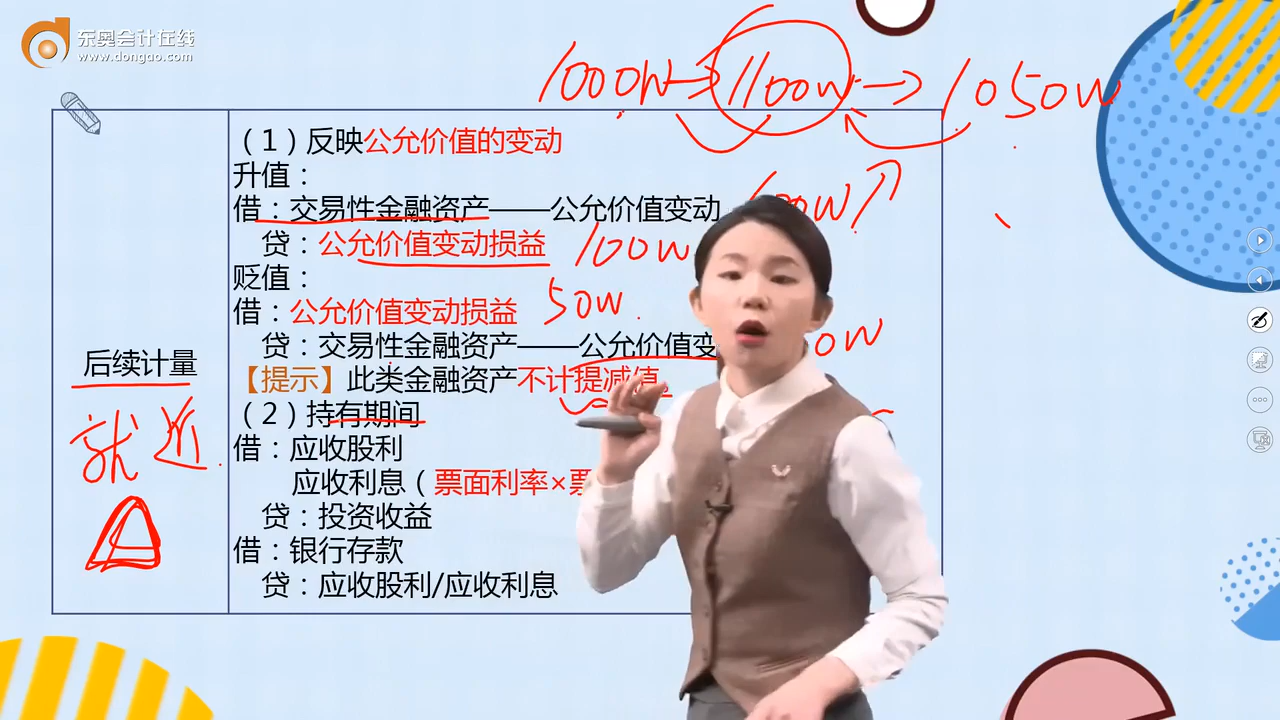 东奥会计在线
www.dongao.com
1000W→1100W→1050W
(1)反映公允价值的变动
升值：
借：交易性金融资产——公允价值变动
贷：公允价值变动损益 100W
贬值：
借：公允价值变动损益 50W
贷：交易性金融资产——公允价值变
【提示】此类金融资产不计提减值。
(2)持有期间
后续计量
就近
借：应收股利
应收利息（票面利率×票
贷：投资收益
借：银行存款
贷：应收股利/应收利息